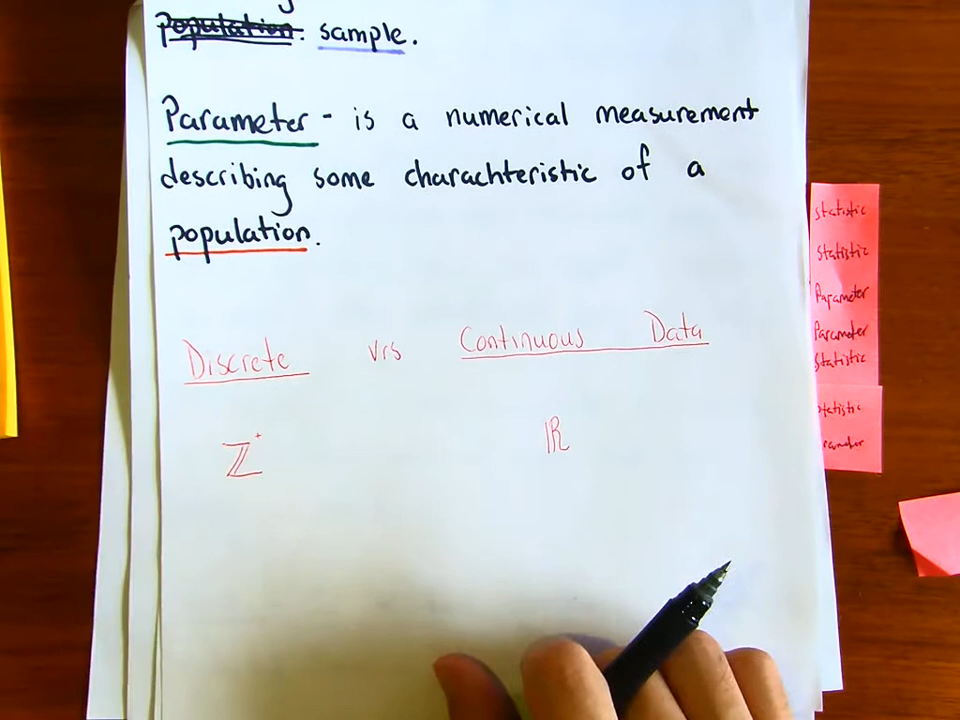 population: sample.
Parameter - is a numerical measurement
describing some charachteristic of a
population.
Discrete vrs Continuous Data
ℤ⁺ ℝ
Statistic
Statistic
Parameter
Parameter
Statistic